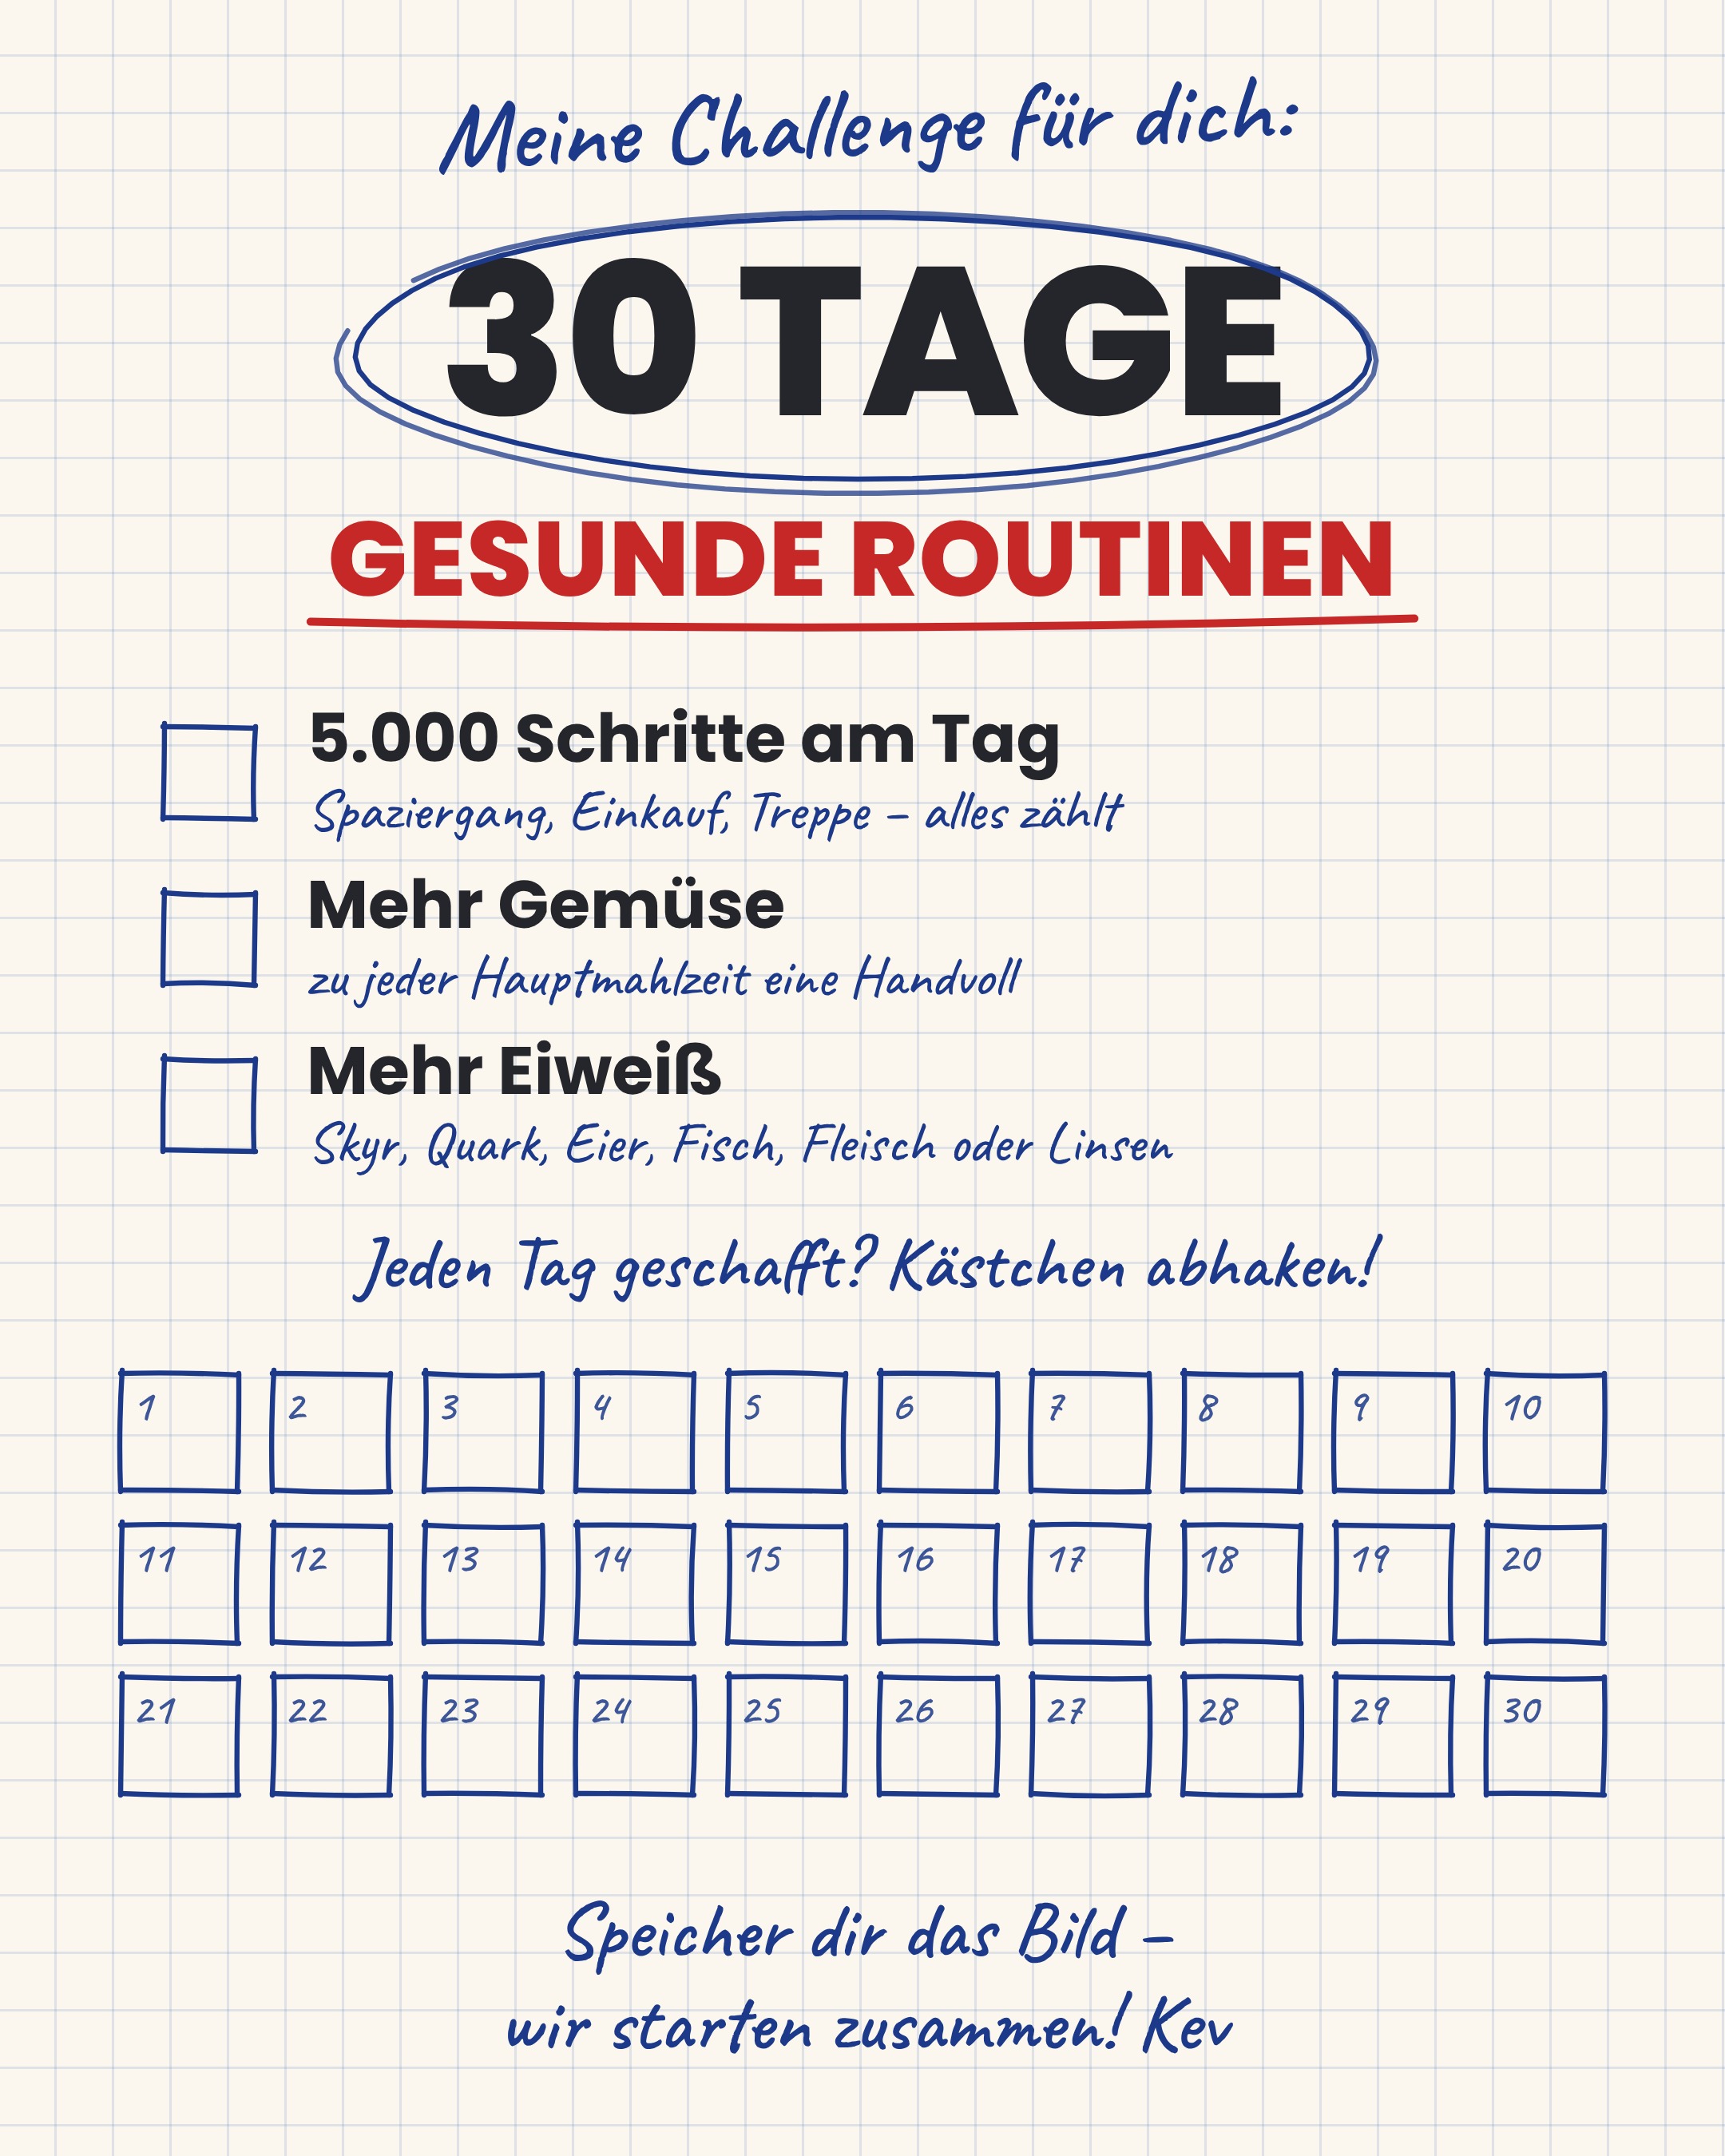 Meine Challenge für dich:
30 TAGE
GESUNDE ROUTINEN
5.000 Schritte am Tag
Spaziergang, Einkauf, Treppe – alles zählt
Mehr Gemüse
zu jeder Hauptmahlzeit eine Handvoll
Mehr Eiweiß
Skyr, Quark, Eier, Fisch, Fleisch oder Linsen
Jeden Tag geschafft? Kästchen abhaken!
1 2 3 4 5 6 7 8 9 10
11 12 13 14 15 16 17 18 19 20
21 22 23 24 25 26 27 28 29 30
Speicher dir das Bild –
wir starten zusammen! Kev